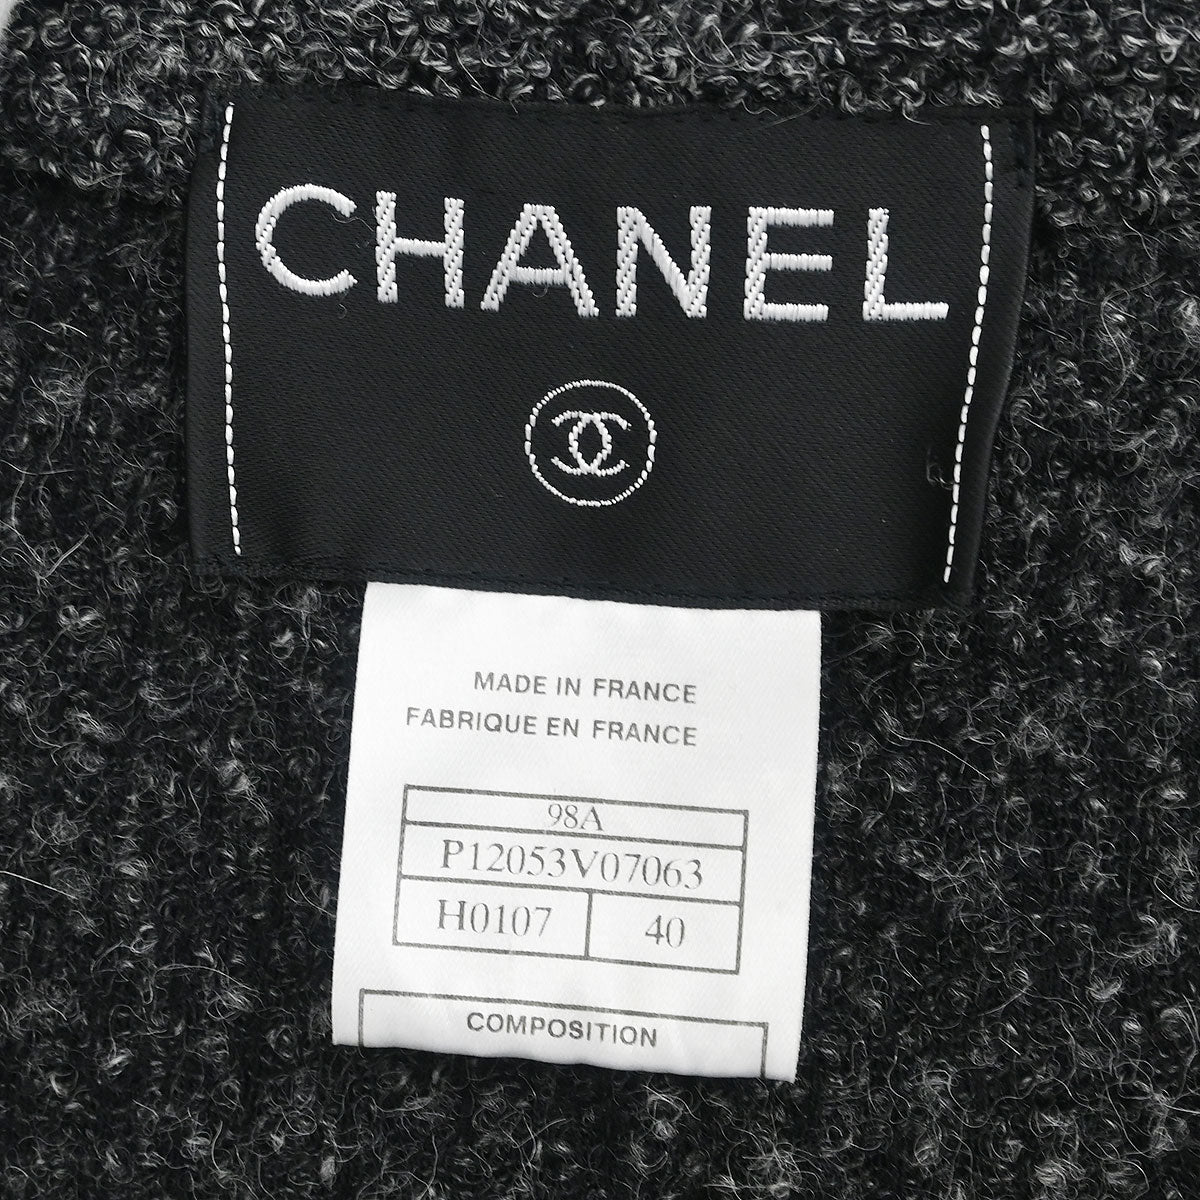 CHANEL
MADE IN FRANCE
FABRIQUE EN FRANCE
98A
P12053V07063
H0107 40
COMPOSITION